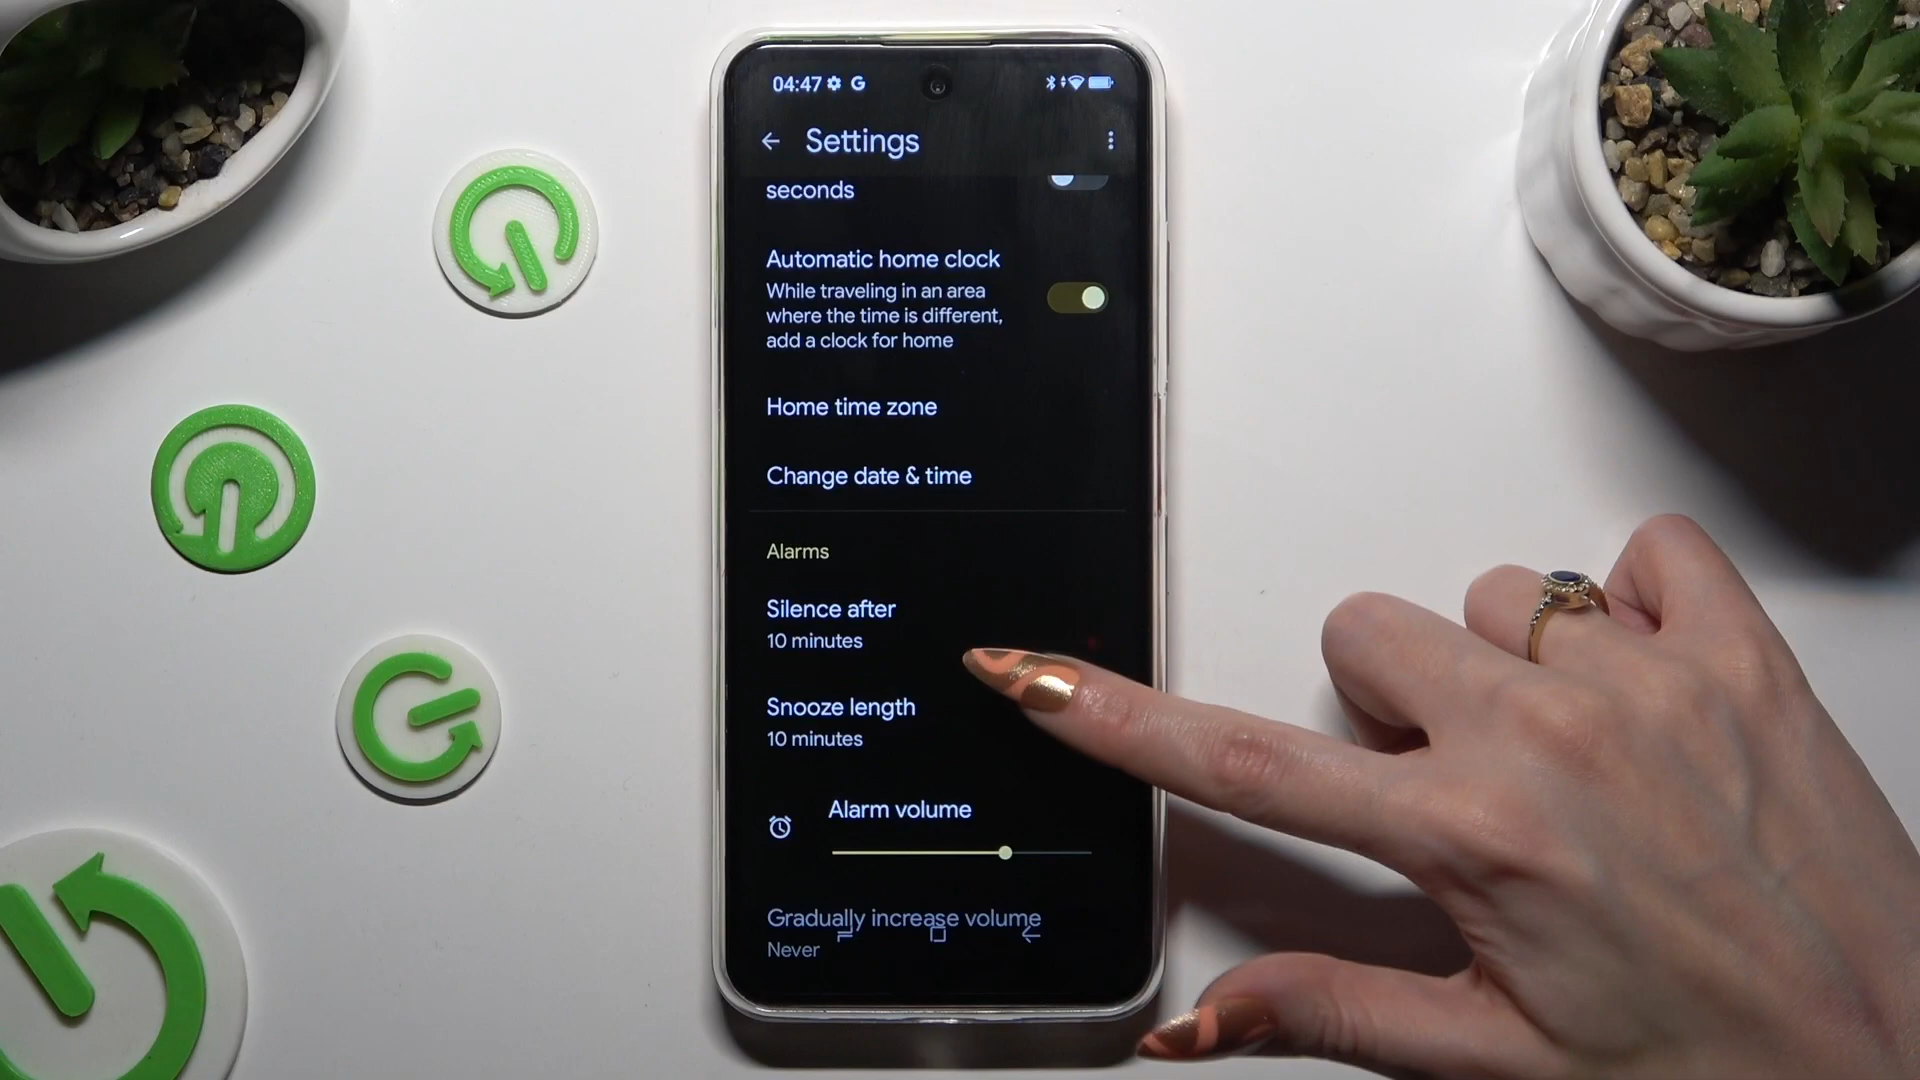 04:47 G
Settings
seconds
Automatic home clock
While traveling in an area
where the time is different,
add a clock for home
Home time zone
Change date & time
Alarms
Silence after
10 minutes
Snooze length
10 minutes
Alarm volume
Gradually increase volume
Never